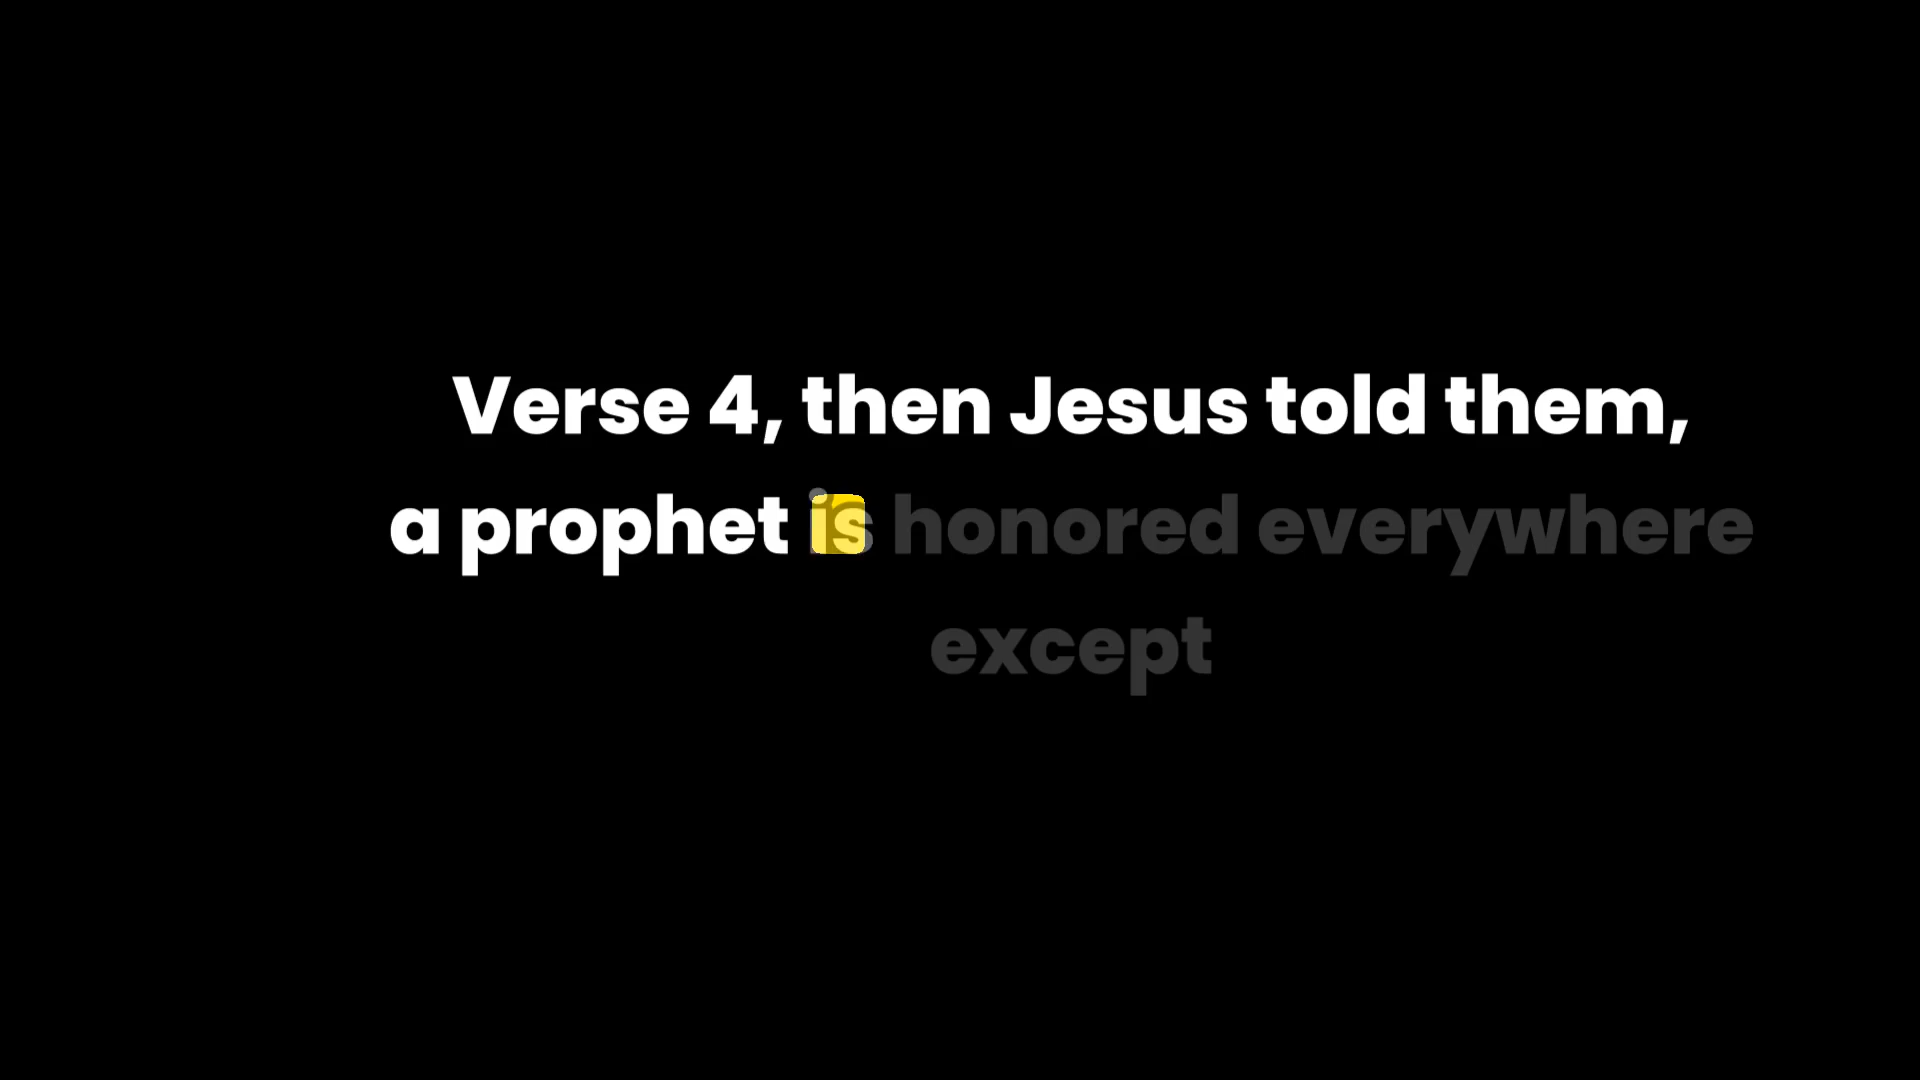 Verse 4, then Jesus told them,
a prophet is honored everywhere
except